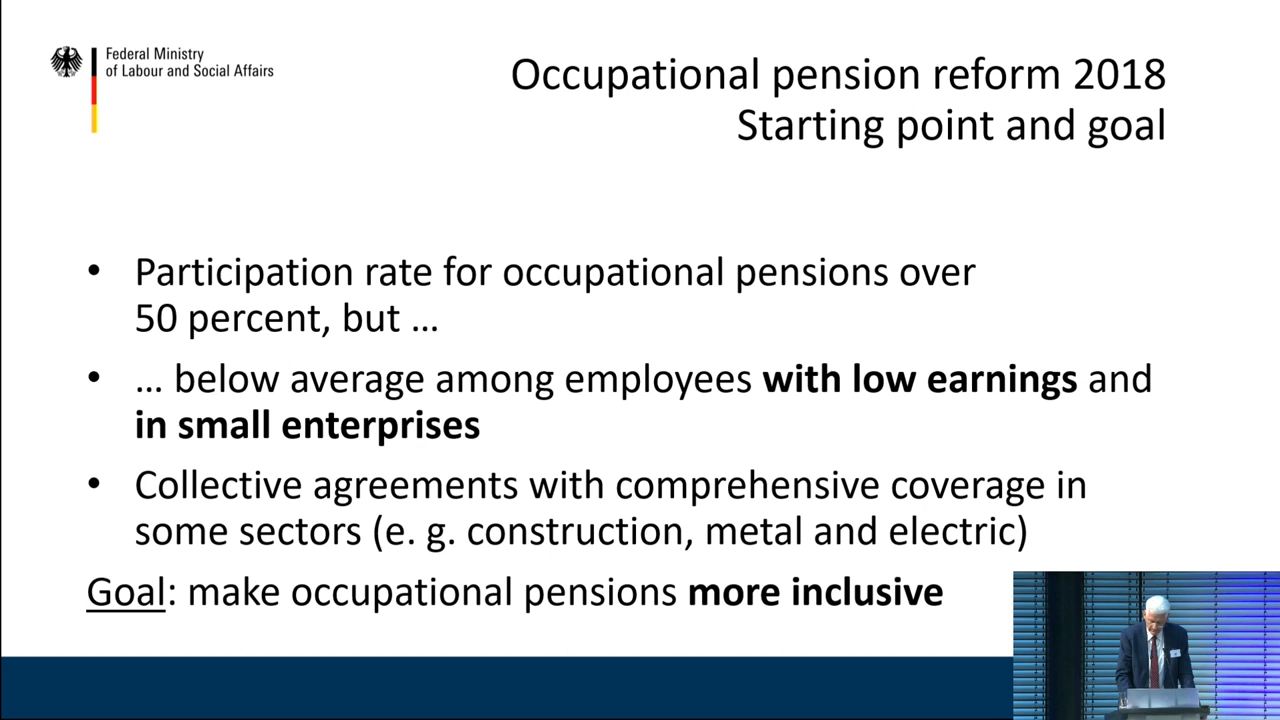 Federal Ministry
of Labour and Social Affairs
Occupational pension reform 2018
Starting point and goal
• Participation rate for occupational pensions over
50 percent, but …
• … below average among employees with low earnings and
in small enterprises
• Collective agreements with comprehensive coverage in
some sectors (e. g. construction, metal and electric)
Goal: make occupational pensions more inclusive